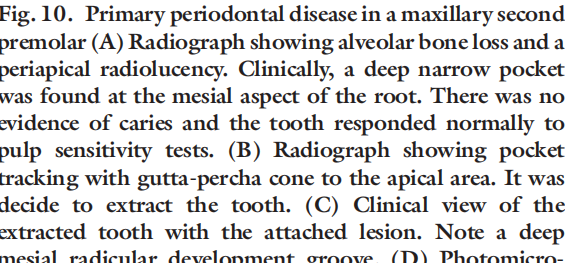 Fig. 10. Primary periodontal disease in a maxillary second
premolar (A) Radiograph showing alveolar bone loss and a
periapical radiolucency. Clinically, a deep narrow pocket
was found at the mesial aspect of the root. There was no
evidence of caries and the tooth responded normally to
pulp sensitivity tests. (B) Radiograph showing pocket
tracking with gutta-percha cone to the apical area. It was
decide to extract the tooth. (C) Clinical view of the
extracted tooth with the attached lesion. Note a deep
mesial radicular development groove. (D) Photomicro-